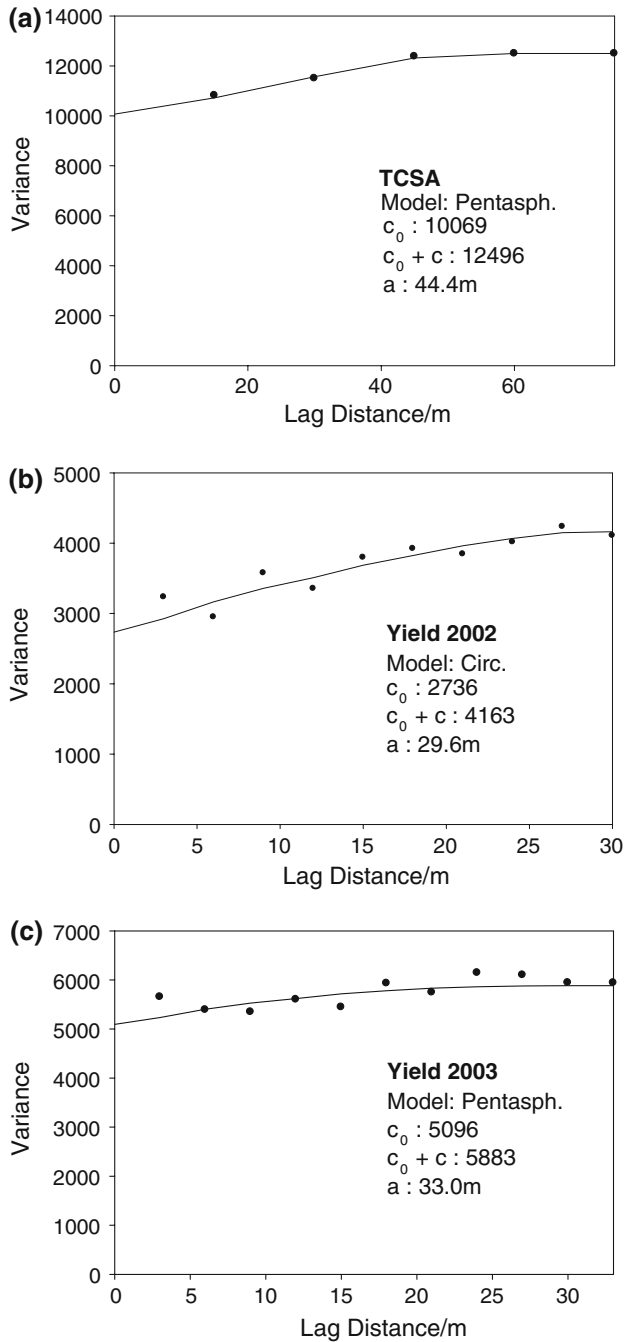 (a)
14000
12000
10000
8000
6000
4000
2000
0
Variance
TCSA
Model: Pentasph.
c0 : 10069
c0 + c : 12496
a : 44.4m
0 20 40 60
Lag Distance/m
(b)
5000
4000
3000
2000
1000
0
Variance
Yield 2002
Model: Circ.
c0 : 2736
c0 + c : 4163
a : 29.6m
0 5 10 15 20 25 30
Lag Distance/m
(c)
7000
6000
5000
4000
3000
2000
1000
0
Variance
Yield 2003
Model: Pentasph.
c0 : 5096
c0 + c : 5883
a : 33.0m
0 5 10 15 20 25 30
Lag Distance/m